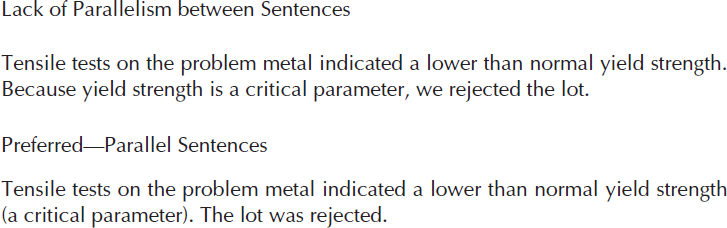 Lack of Parallelism between Sentences
Tensile tests on the problem metal indicated a lower than normal yield strength.
Because yield strength is a critical parameter, we rejected the lot.
Preferred—Parallel Sentences
Tensile tests on the problem metal indicated a lower than normal yield strength
(a critical parameter). The lot was rejected.